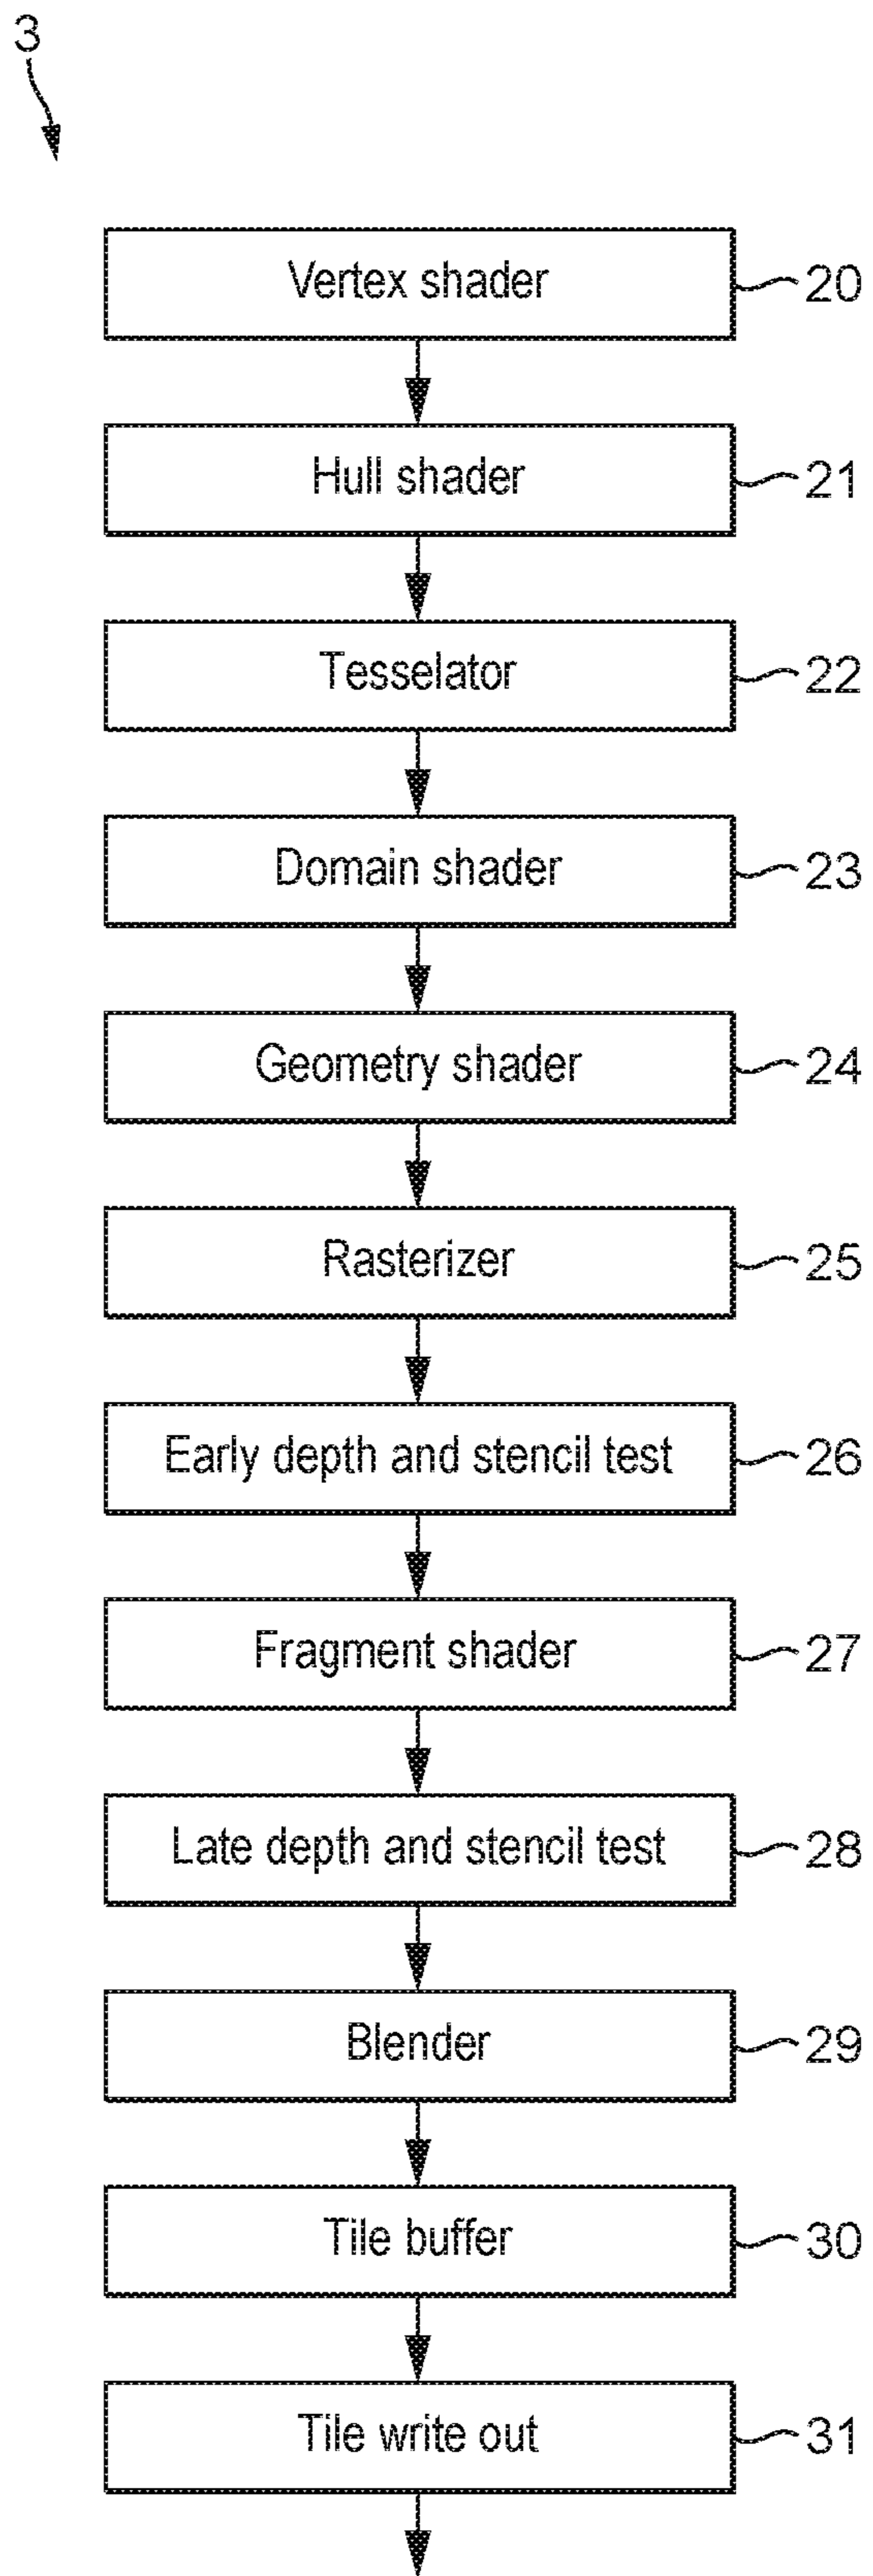 3
Vertex shader 20
Hull shader 21
Tesselator 22
Domain shader 23
Geometry shader 24
Rasterizer 25
Early depth and stencil test 26
Fragment shader 27
Late depth and stencil test 28
Blender 29
Tile buffer 30
Tile write out 31